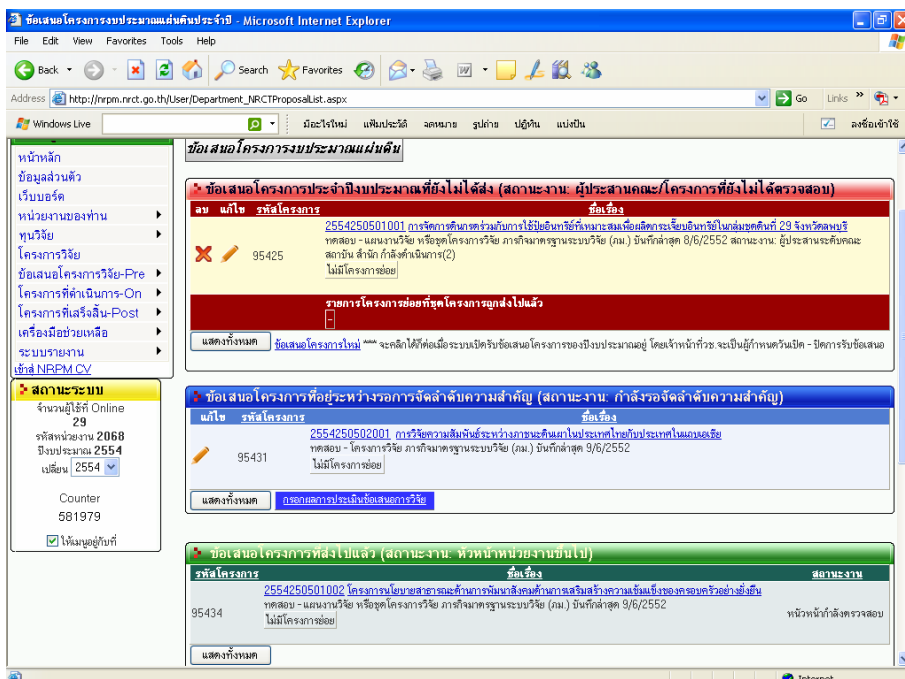 ข้อเสนอโครงการงบประมาณแผ่นดินประจำปี - Microsoft Internet Explorer
File Edit View Favorites Tools Help
Back Search Favorites
Address http://nrpm.nrct.go.th/User/Department_NRCTProposalList.aspx Go Links
Windows Live มีอะไรใหม่ แฟ้มประวัติ จดหมาย รูปถ่าย ปฏิทิน แบ่งปัน ลงชื่อเข้าใช้
หน้าหลัก
ข้อมูลส่วนตัว
เว็บบอร์ด
หน่วยงานของท่าน
ทุนวิจัย
โครงการวิจัย
ข้อเสนอโครงการวิจัย-Pre
โครงการที่ดำเนินการ-On
โครงการที่เสร็จสิ้น-Post
เครื่องมือช่วยเหลือ
ระบบรายงาน
เข้าสู่ NRPM CV
สถานะระบบ
จำนวนผู้ใช้ที่ Online
29
รหัสหน่วยงาน 2068
ปีงบประมาณ 2554
เปลี่ยน 2554
Counter
581979
ให้เมนูอยู่กับที่
ข้อเสนอโครงการงบประมาณแผ่นดิน
ข้อเสนอโครงการประจำปีงบประมาณที่ยังไม่ได้ส่ง (สถานะงาน: ผู้ประสานคณะ/โครงการที่ยังไม่ได้ตรวจสอบ)
ลบ แก้ไข รหัสโครงการ ชื่อเรื่อง
2554250501001 การจัดการดินกรดร่วมกับการใช้ปุ๋ยอินทรีย์ที่เหมาะสมเพื่อผลิตกระเจี๊ยบอินทรีย์ในกลุ่มชุดดินที่ 29 จังหวัดลพบุรี
95425 ทดสอบ - แผนงานวิจัย หรือชุดโครงการวิจัย ภารกิจมาตรฐานระบบวิจัย (ภม.) บันทึกล่าสุด 8/6/2552 สถานะงาน: ผู้ประสานระดับคณะ
สถาบัน สำนัก กำลังดำเนินการ(2)
ไม่มีโครงการย่อย
รายการโครงการย่อยที่ชุดโครงการถูกส่งไปแล้ว
-
แสดงทั้งหมด ข้อเสนอโครงการใหม่ *** จะคลิกได้ก็ต่อเมื่อระบบเปิดรับข้อเสนอโครงการของปีงบประมาณอยู่ โดยเจ้าหน้าที่วช.จะเป็นผู้กำหนดวันเปิด - ปิดการรับข้อเสนอ
ข้อเสนอโครงการที่อยู่ระหว่างรอการจัดลำดับความสำคัญ (สถานะงาน: กำลังรอจัดลำดับความสำคัญ)
แก้ไข รหัสโครงการ ชื่อเรื่อง
2554250502001 การวิจัยความสัมพันธ์ระหว่างภาชนะดินเผาในประเทศไทยกับประเทศในแถบเอเชีย
95431 ทดสอบ - โครงการวิจัย ภารกิจมาตรฐานระบบวิจัย (ภม.) บันทึกล่าสุด 9/6/2552
ไม่มีโครงการย่อย
แสดงทั้งหมด กรอกผลการประเมินข้อเสนอการวิจัย
ข้อเสนอโครงการที่ส่งไปแล้ว (สถานะงาน: หัวหน้าหน่วยงานขึ้นไป)
รหัสโครงการ ชื่อเรื่อง สถานะงาน
2554250501002 โครงการนโยบายสาธารณะด้านการพัฒนาสังคมด้านการเสริมสร้างความเข้มแข็งของครอบครัวอย่างยั่งยืน
95434 ทดสอบ - แผนงานวิจัย หรือชุดโครงการวิจัย ภารกิจมาตรฐานระบบวิจัย (ภม.) บันทึกล่าสุด 9/6/2552 หน้วหน้ากำลังตรวจสอบ
ไม่มีโครงการย่อย
แสดงทั้งหมด